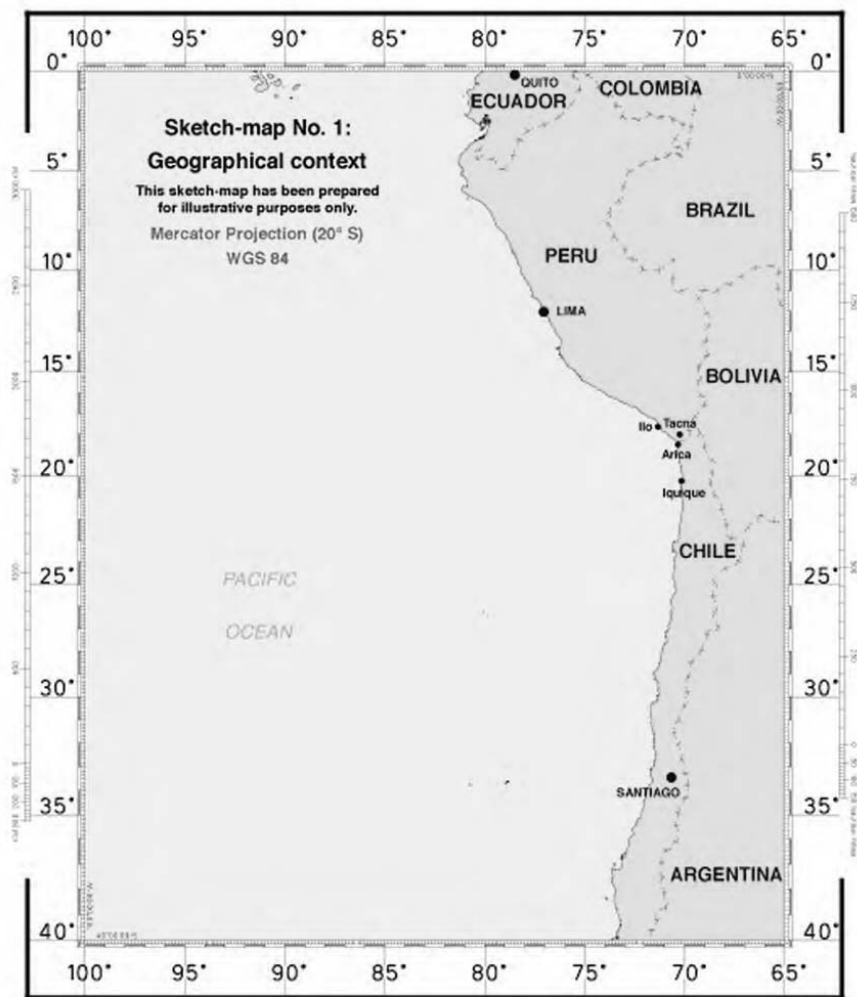 100° 95° 90° 85° 80° 75° 70° 65°
0° 0°
QUITO
COLOMBIA
ECUADOR
Sketch-map No. 1:
Geographical context
This sketch-map has been prepared
for illustrative purposes only.
Mercator Projection (20° S)
WGS 84
5° 5°
BRAZIL
PERU
10° 10°
LIMA
15° 15°
BOLIVIA
Ilo Tacna
Arica
20° 20°
Iquique
CHILE
25° 25°
PACIFIC
OCEAN
30° 30°
SANTIAGO
35° 35°
ARGENTINA
40° 40°
100° 95° 90° 85° 80° 75° 70° 65°